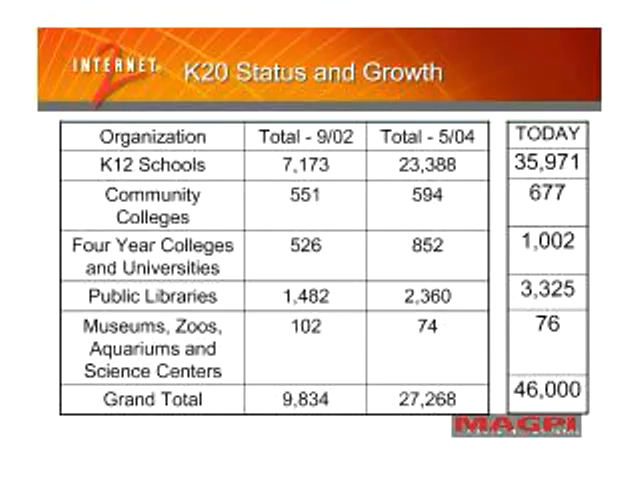 INTERNET
2
K20 Status and Growth
Organization Total - 9/02 Total - 5/04 TODAY
K12 Schools 7,173 23,388 35,971
Community
Colleges 551 594 677
Four Year Colleges
and Universities 526 852 1,002
Public Libraries 1,482 2,360 3,325
Museums, Zoos,
Aquariums and
Science Centers 102 74 76
Grand Total 9,834 27,268 46,000
MAGPI